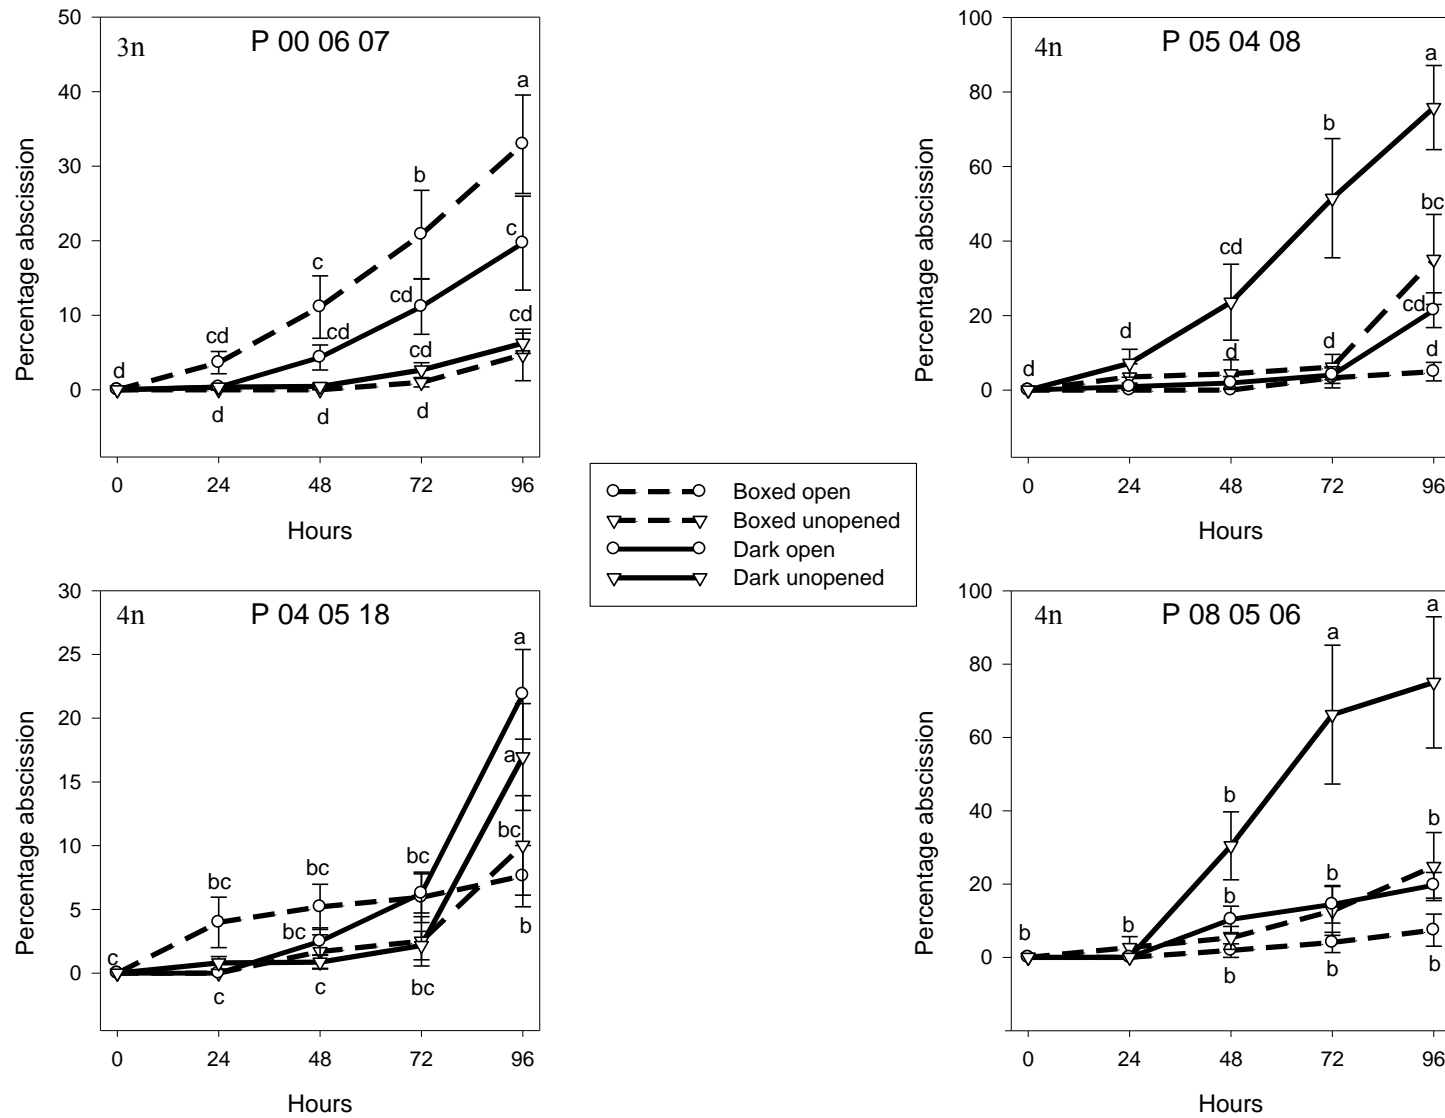 3n P 00 06 07
50
40
30
20
10
0
Percentage abscission
a
b
c
c
cd
cd
cd
cd
cd
d
d
d
d
0 24 48 72 96
Hours
4n P 05 04 08
100
80
60
40
20
0
Percentage abscission
a
b
bc
cd
cd
d
d
d
d
d
0 24 48 72 96
Hours
Boxed open
Boxed unopened
Dark open
Dark unopened
4n P 04 05 18
30
25
20
15
10
5
0
Percentage abscission
a
a
bc
bc
bc
bc
bc
b
c
c
c
bc
0 24 48 72 96
Hours
4n P 08 05 06
100
80
60
40
20
0
Percentage abscission
a
a
b
b
b
b
b
b
b
b
b
0 24 48 72 96
Hours